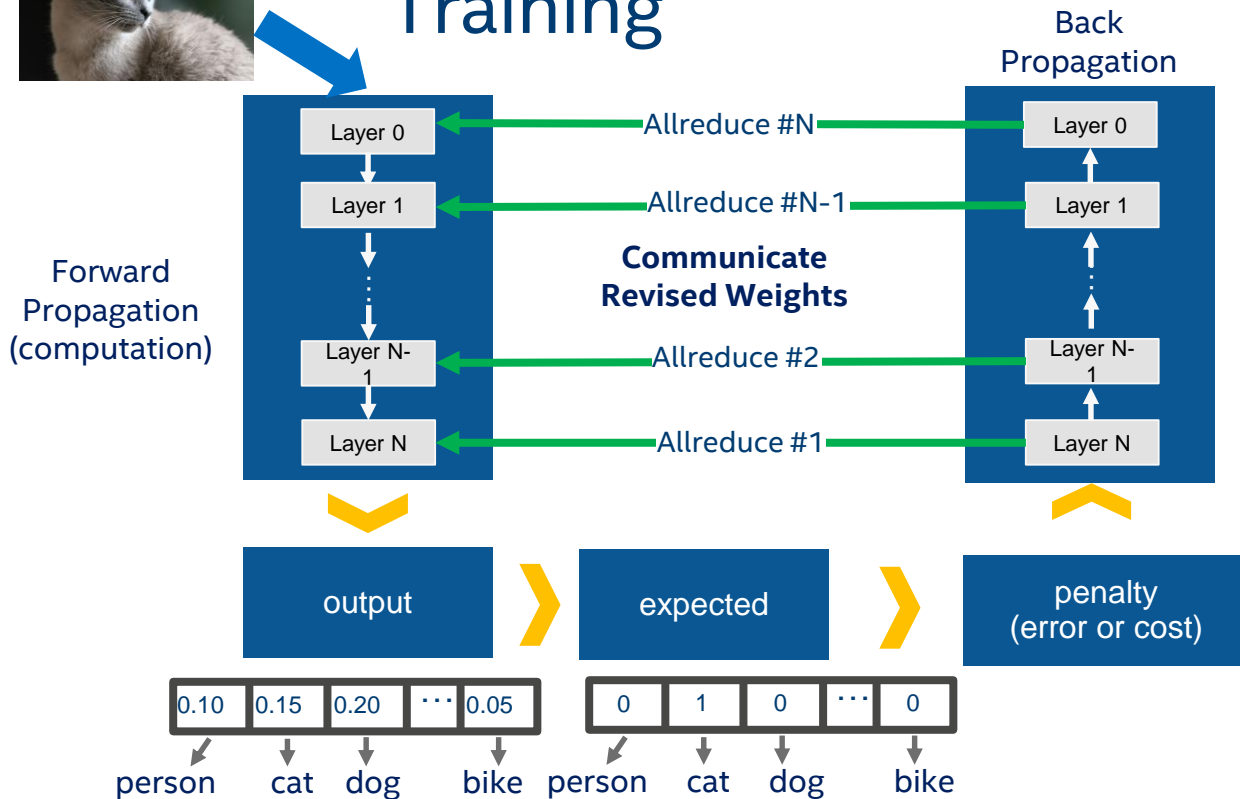 Training
Back
Propagation
Layer 0
Allreduce #N
Layer 0
Layer 1
Allreduce #N-1
Layer 1
Forward
Propagation
(computation)
Communicate
Revised Weights
Layer N-
1
Allreduce #2
Layer N-
1
Layer N
Allreduce #1
Layer N
output
expected
penalty
(error or cost)
0.10 0.15 0.20 ... 0.05
0 1 0 ... 0
person cat dog bike
person cat dog bike